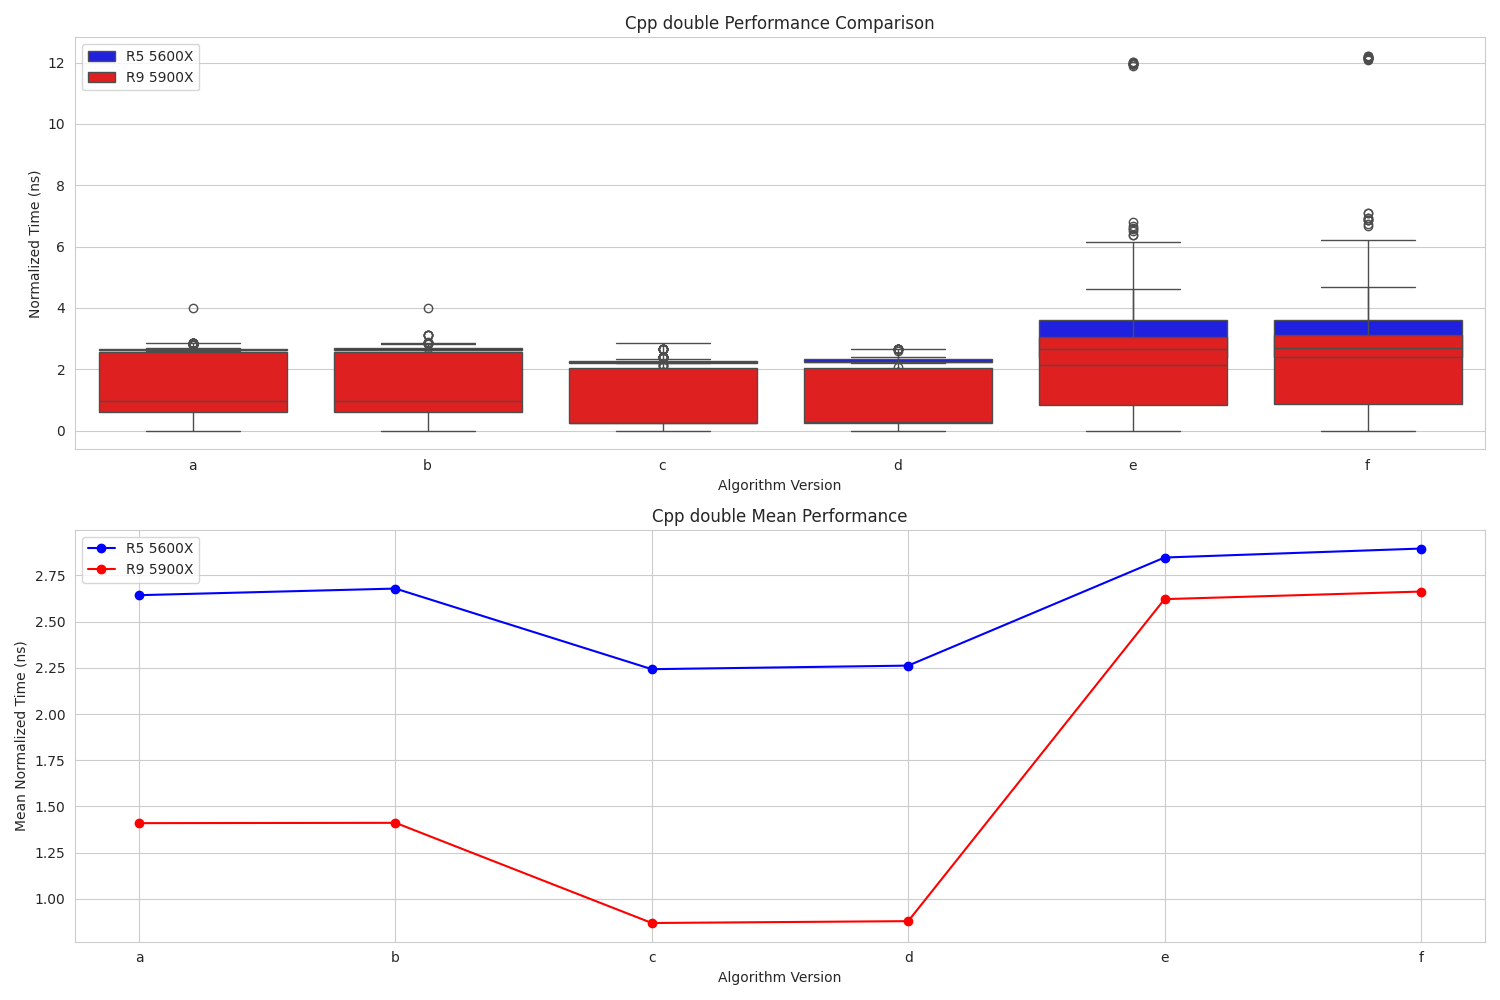 Cpp double Performance Comparison
R5 5600X
R9 5900X
Normalized Time (ns)
12
10
8
6
4
2
0
a b c d e f
Algorithm Version
Cpp double Mean Performance
R5 5600X
R9 5900X
Mean Normalized Time (ns)
2.75
2.50
2.25
2.00
1.75
1.50
1.25
1.00
a b c d e f
Algorithm Version